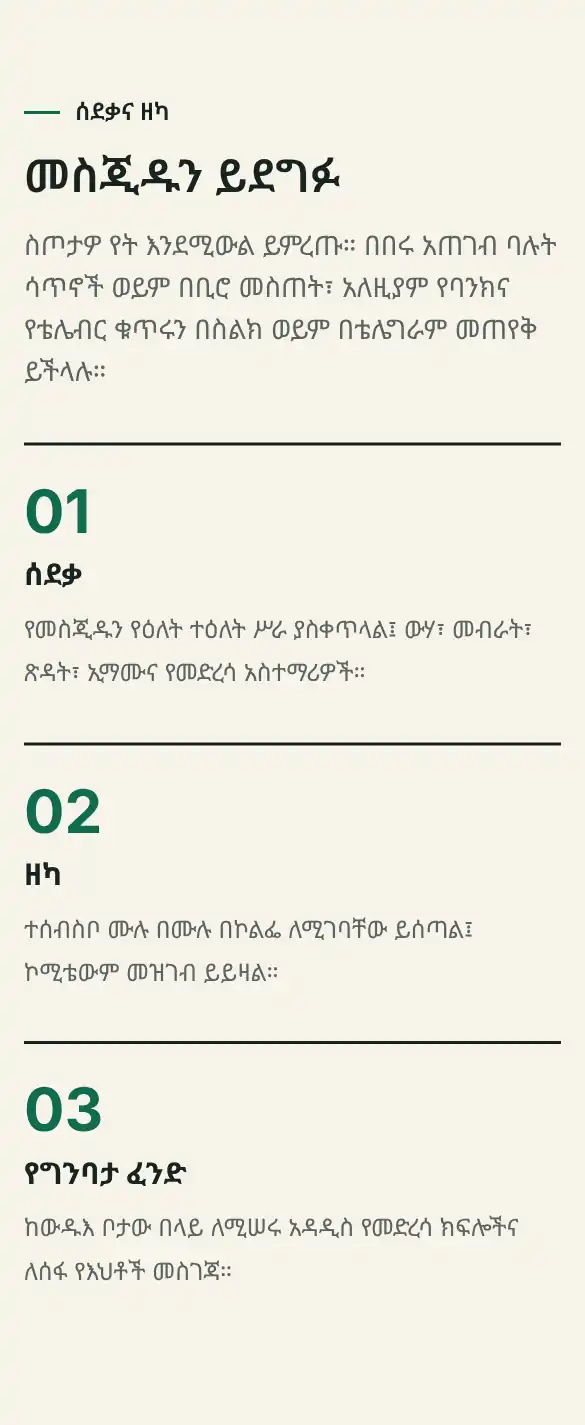 ሰደቃና ዘካ
መስጂዱን ይደግፉ
ስጦታዎ የት እንደሚውል ይምረጡ። በበሩ አጠገብ ባሉት
ሳጥኖች ወይም በቢሮ መስጠት፣ አለዚያም የባንክና
የቴሌብር ቁጥሩን በስልክ ወይም በቴሌግራም መጠየቅ
ይችላሉ።
01
ሰደቃ
የመስጂዱን የዕለት ተዕለት ሥራ ያስቀጥላል፤ ውሃ፣ መብራት፣
ጽዳት፣ ኢማሙና የመድረሳ አስተማሪዎች።
02
ዘካ
ተሰብስቦ ሙሉ በሙሉ በኮልፌ ለሚገባቸው ይሰጣል፤
ኮሚቴውም መዝገብ ይይዛል።
03
የግንባታ ፈንድ
ከውዱእ ቦታው በላይ ለሚሠሩ አዳዲስ የመድረሳ ክፍሎችና
ለሰፋ የእህቶች መስገጃ።